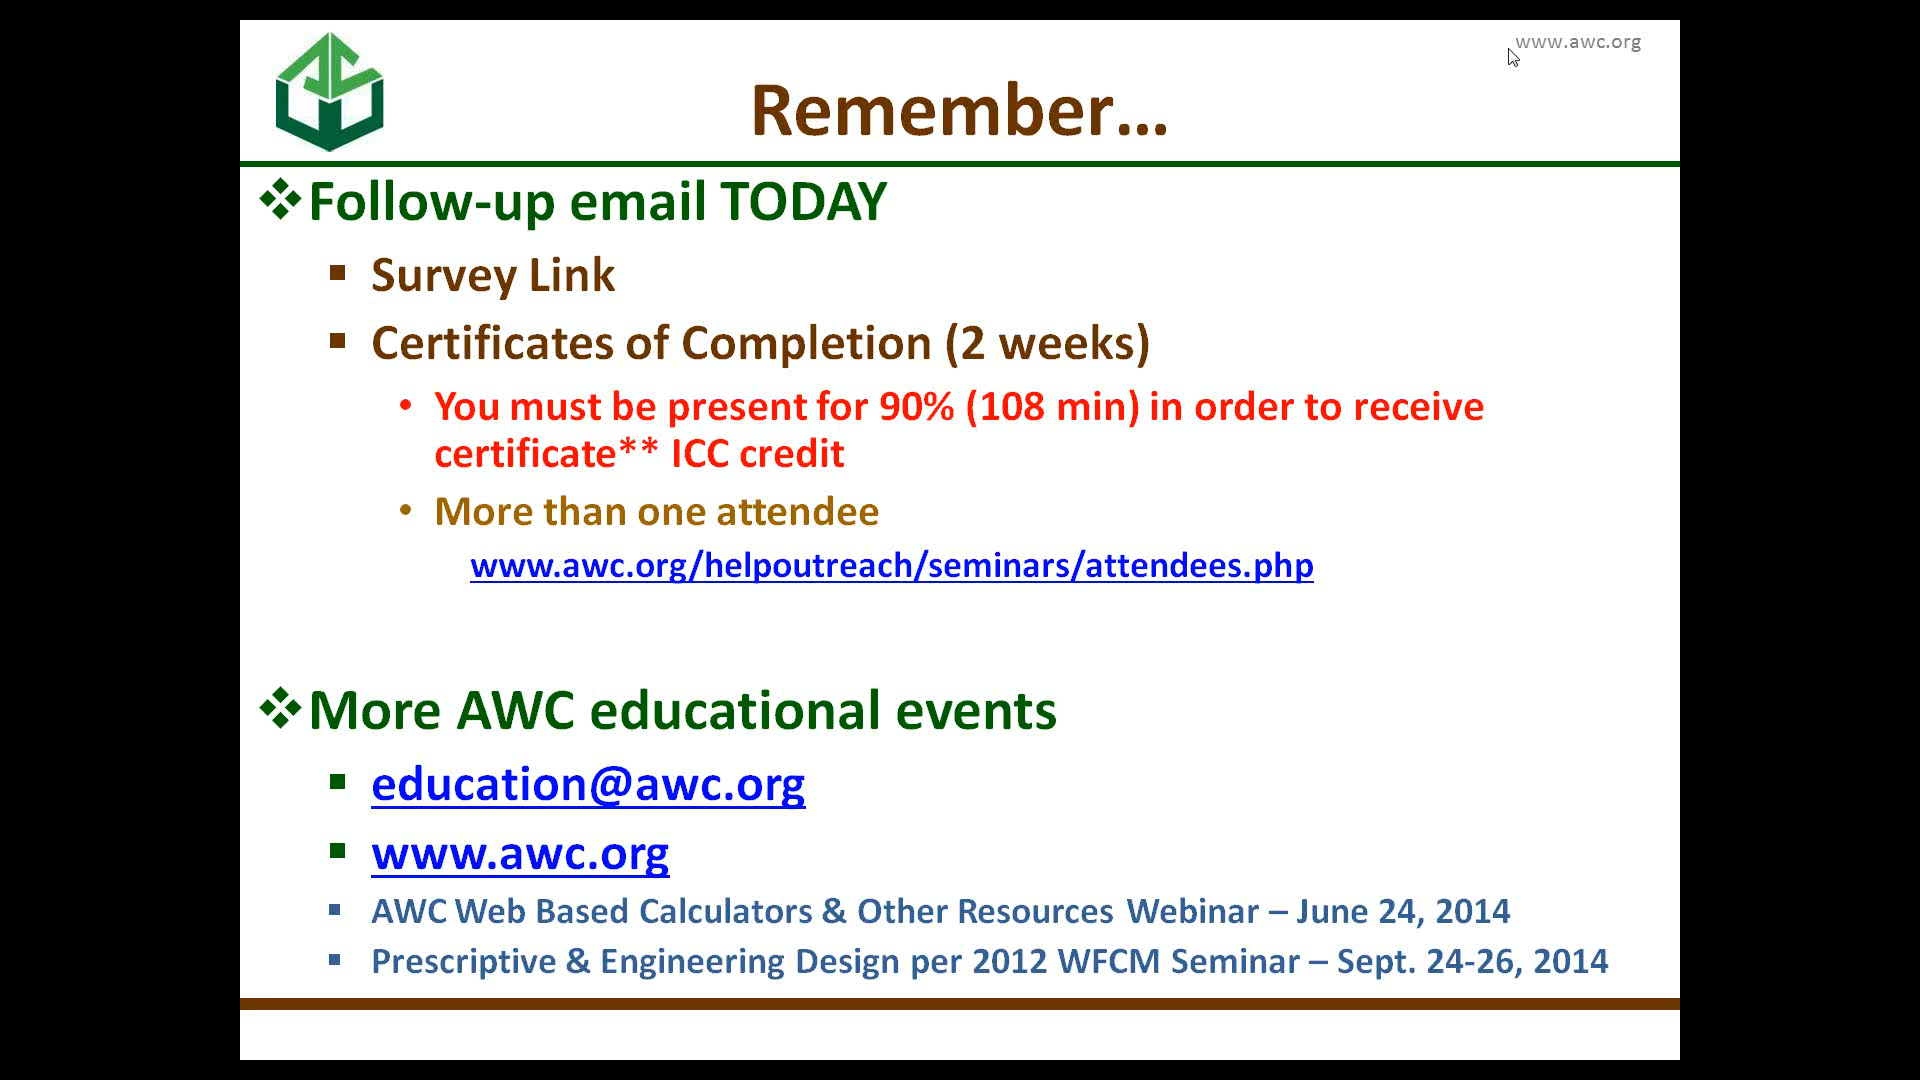 www.awc.org
Remember...
Follow-up email TODAY
Survey Link
Certificates of Completion (2 weeks)
You must be present for 90% (108 min) in order to receive
certificate** ICC credit
More than one attendee
www.awc.org/helpoutreach/seminars/attendees.php
More AWC educational events
education@awc.org
www.awc.org
AWC Web Based Calculators & Other Resources Webinar – June 24, 2014
Prescriptive & Engineering Design per 2012 WFCM Seminar – Sept. 24-26, 2014